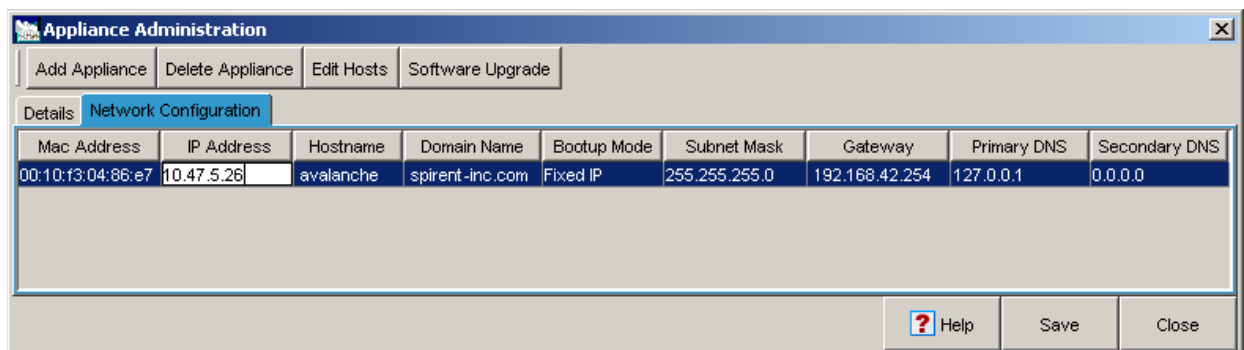 Appliance Administration
Add Appliance Delete Appliance Edit Hosts Software Upgrade
Details Network Configuration
Mac Address IP Address Hostname Domain Name Bootup Mode Subnet Mask Gateway Primary DNS Secondary DNS
00:10:f3:04:86:e7 10.47.5.26 avalanche spirent-inc.com Fixed IP 255.255.255.0 192.168.42.254 127.0.0.1 0.0.0.0
? Help Save Close